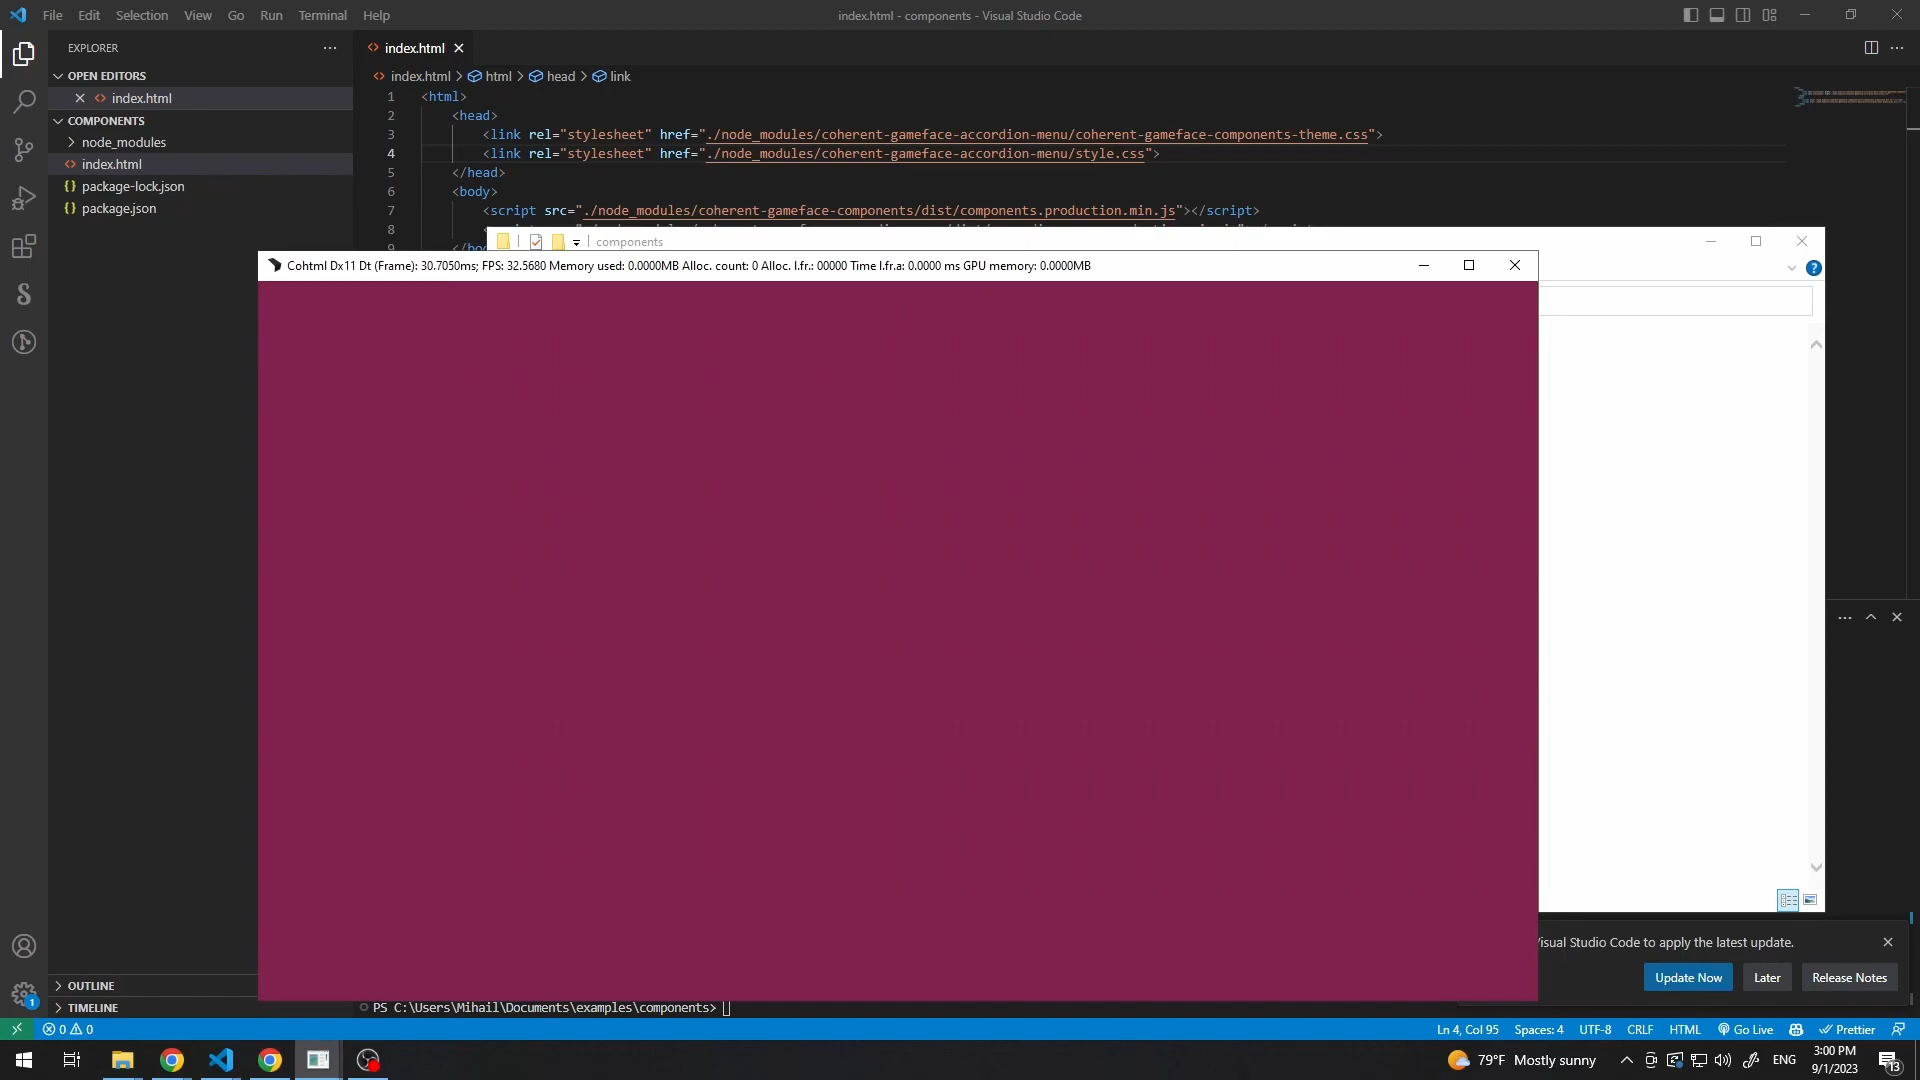 File Edit Selection View Go Run Terminal Help
index.html - components - Visual Studio Code
EXPLORER
OPEN EDITORS
index.html
COMPONENTS
node_modules
index.html
package-lock.json
package.json
OUTLINE
TIMELINE
index.html
index.html > html > head > link
1 <html>
2 <head>
3 <link rel="stylesheet" href="./node_modules/coherent-gameface-accordion-menu/coherent-gameface-components-theme.css">
4 <link rel="stylesheet" href="./node_modules/coherent-gameface-accordion-menu/style.css">
5 </head>
6 <body>
7 <script src="./node_modules/coherent-gameface-components/dist/components.production.min.js"></script>
8
9
components
Cohtml Dx11 Dt (Frame): 30.7050ms; FPS: 32.5680 Memory used: 0.0000MB Alloc. count: 0 Alloc. l.fr.: 00000 Time l.fr.a: 0.0000 ms GPU memory: 0.0000MB
Visual Studio Code to apply the latest update.
Update Now Later Release Notes
PS C:\Users\Mihail\Documents\examples\components>
1
0 0
Ln 4, Col 95 Spaces: 4 UTF-8 CRLF HTML Go Live Prettier
79°F Mostly sunny
ENG
3:00 PM
9/1/2023
13